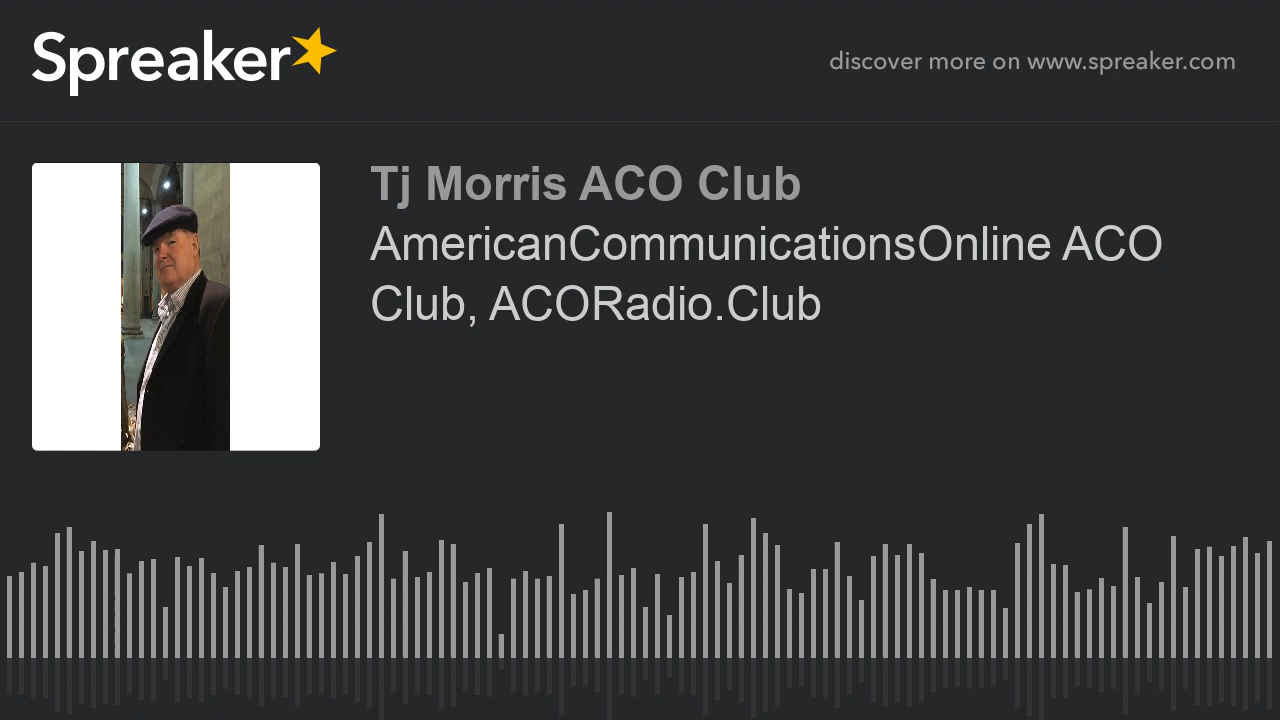 Spreaker
discover more on www.spreaker.com
Tj Morris ACO Club
AmericanCommunicationsOnline ACO
Club, ACORadio.Club